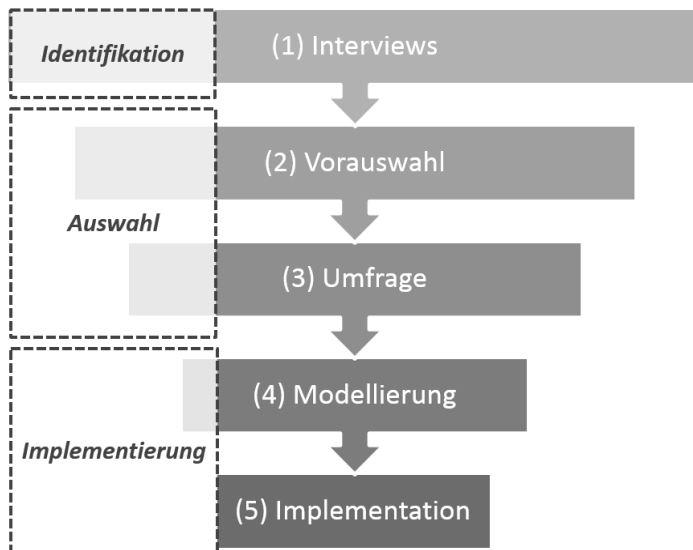 Identifikation
(1) Interviews
(2) Vorauswahl
Auswahl
(3) Umfrage
(4) Modellierung
Implementierung
(5) Implementation